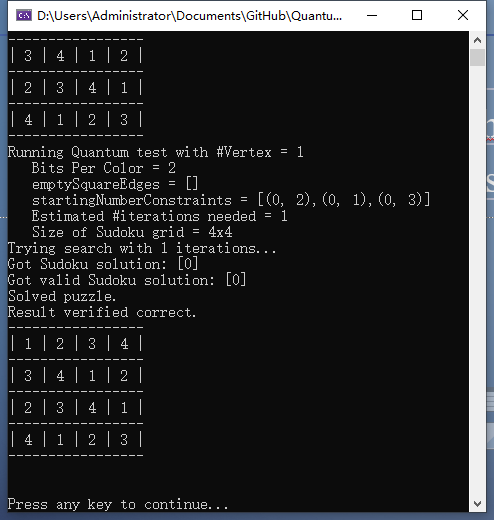 D:\Users\Administrator\Documents\GitHub\Quantu...
-----------------
| 3 | 4 | 1 | 2 |
-----------------
| 2 | 3 | 4 | 1 |
-----------------
| 4 | 1 | 2 | 3 |
-----------------
Running Quantum test with #Vertex = 1
   Bits Per Color = 2
   emptySquareEdges = []
   startingNumberConstraints = [(0, 2),(0, 1),(0, 3)]
   Estimated #iterations needed = 1
   Size of Sudoku grid = 4x4
Trying search with 1 iterations...
Got Sudoku solution: [0]
Got valid Sudoku solution: [0]
Solved puzzle.
Result verified correct.
-----------------
| 1 | 2 | 3 | 4 |
-----------------
| 3 | 4 | 1 | 2 |
-----------------
| 2 | 3 | 4 | 1 |
-----------------
| 4 | 1 | 2 | 3 |
-----------------
Press any key to continue...